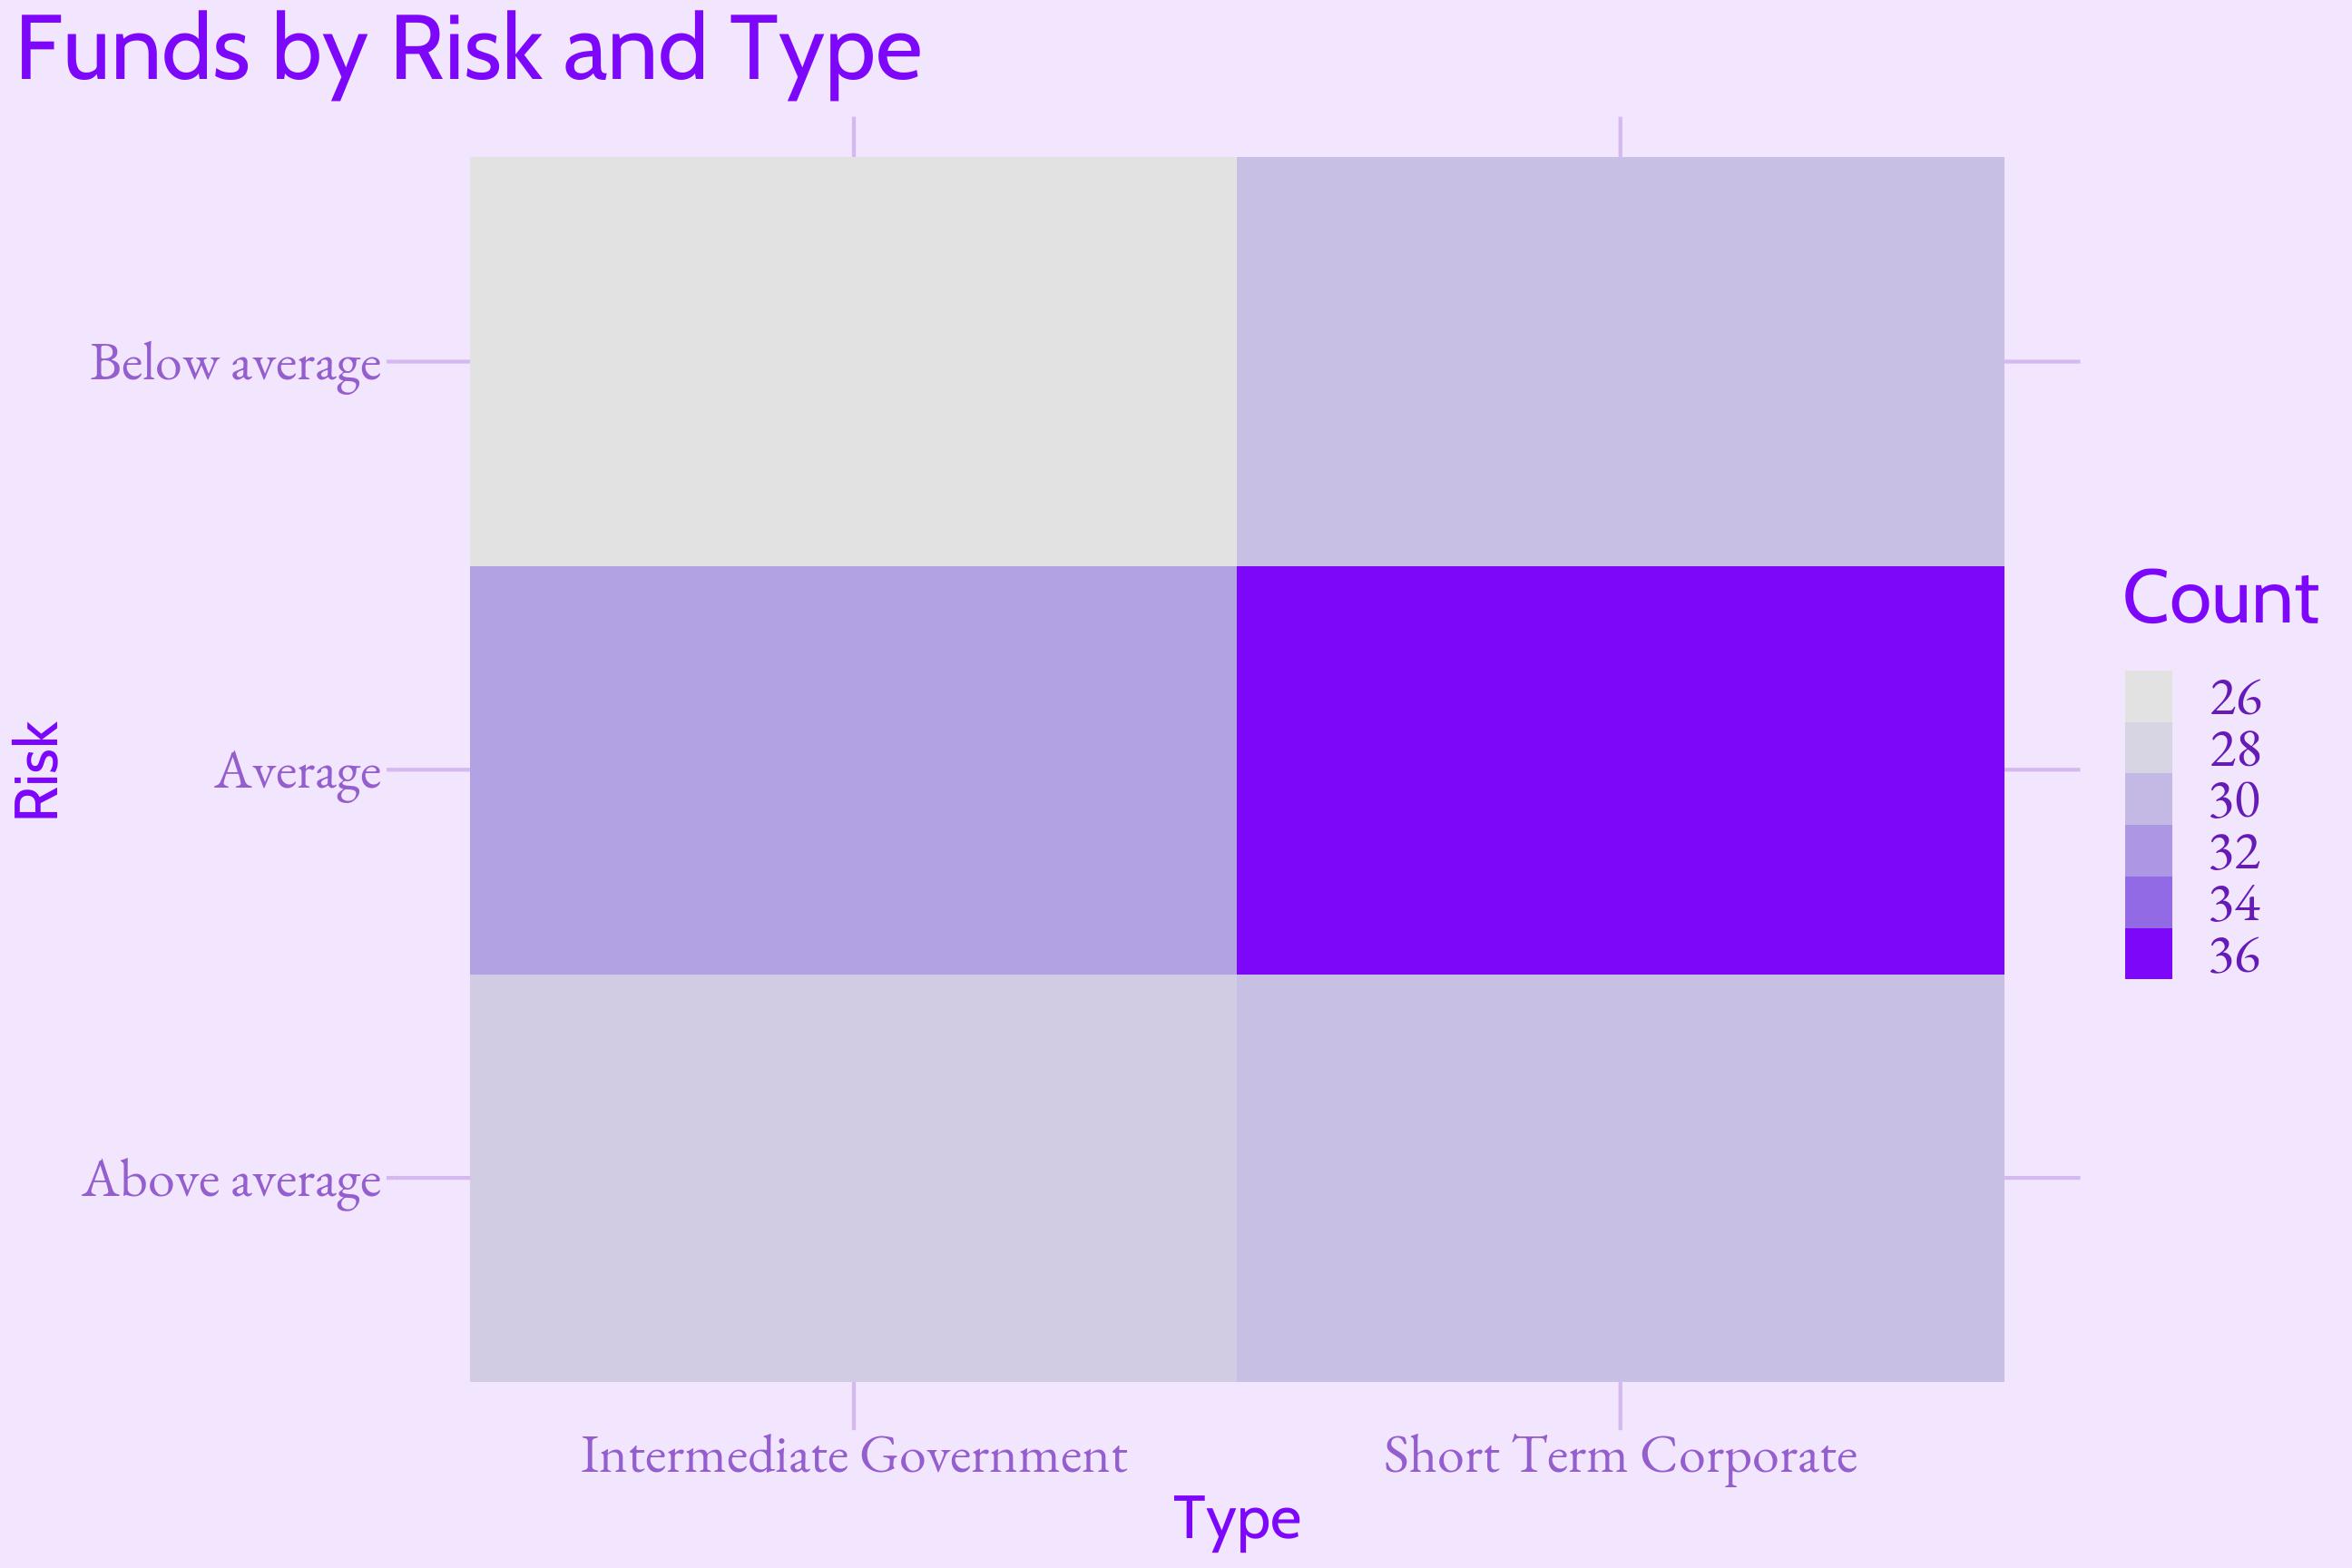 Funds by Risk and Type
Risk
Below average
Average
Above average
Intermediate Government
Short Term Corporate
Type
Count
26
28
30
32
34
36